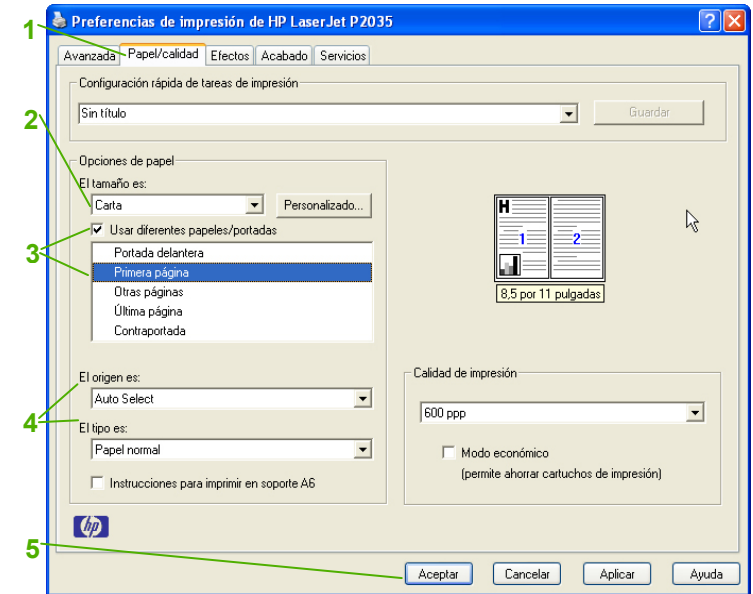 Preferencias de impresión de HP LaserJet P2035
1
Avanzada Papel/calidad Efectos Acabado Servicios
Configuración rápida de tareas de impresión
Sin título Guardar
2
Opciones de papel
El tamaño es:
Carta Personalizado...
Usar diferentes papeles/portadas
3
Portada delantera
Primera página
Otras páginas
Última página
Contraportada
H
1 2
8,5 por 11 pulgadas
El origen es:
Auto Select
4
El tipo es:
Papel normal
Instrucciones para imprimir en soporte A6
Calidad de impresión
600 ppp
Modo económico
(permite ahorrar cartuchos de impresión)
hp
5
Aceptar Cancelar Aplicar Ayuda